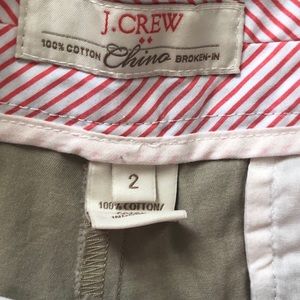 J.CREW
100% COTTON Chino BROKEN-IN
2
100% COTTON/